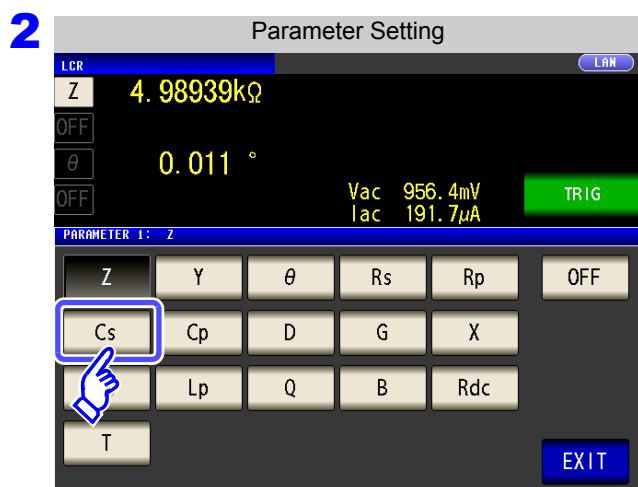 2
Parameter Setting
LCR LAN
Z 4.98939kΩ
OFF
θ 0.011 °
OFF Vac 956.4mV TRIG
Iac 191.7μA
PARAMETER 1: Z
Z Y θ Rs Rp OFF
Cs Cp D G X
Lp Q B Rdc
T
EXIT